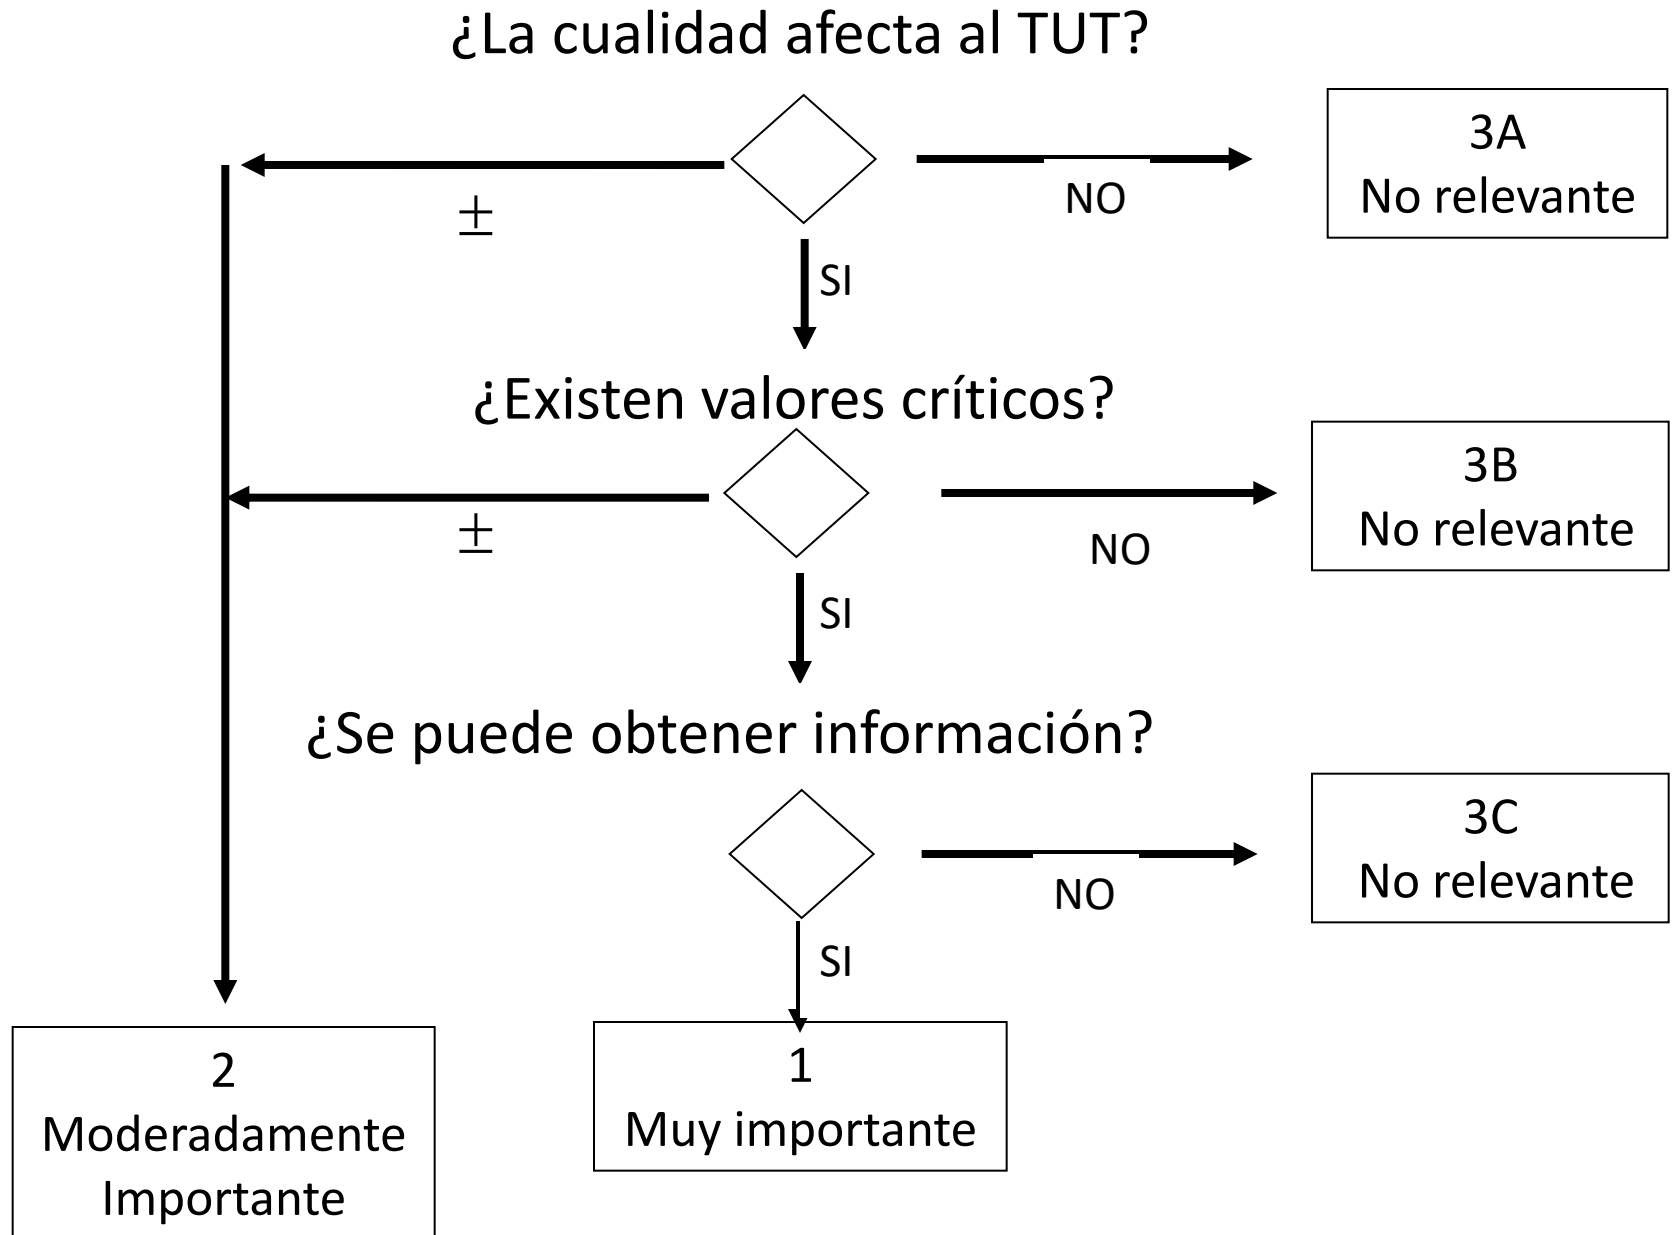 ¿La cualidad afecta al TUT?
3A
No relevante
±
NO
SI
¿Existen valores críticos?
3B
No relevante
±
NO
SI
¿Se puede obtener información?
3C
No relevante
NO
SI
2
Moderadamente
Importante
1
Muy importante